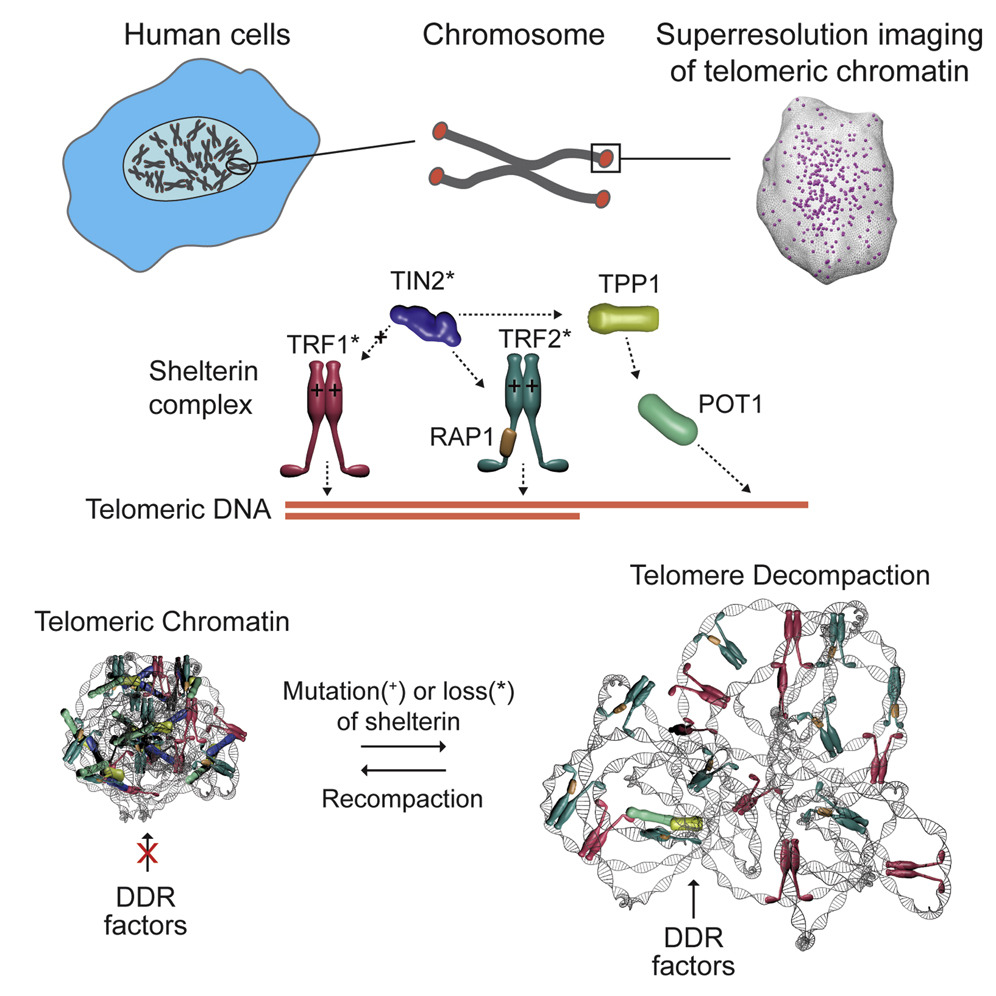 Human cells
Chromosome
Superresolution imaging
of telomeric chromatin
TIN2*
TPP1
+
TRF1*
TRF2*
Shelterin
complex
+ +
+ +
POT1
RAP1
Telomeric DNA
Telomere Decompaction
Telomeric Chromatin
Mutation(+) or loss(*)
of shelterin
Recompaction
X
DDR
factors
DDR
factors